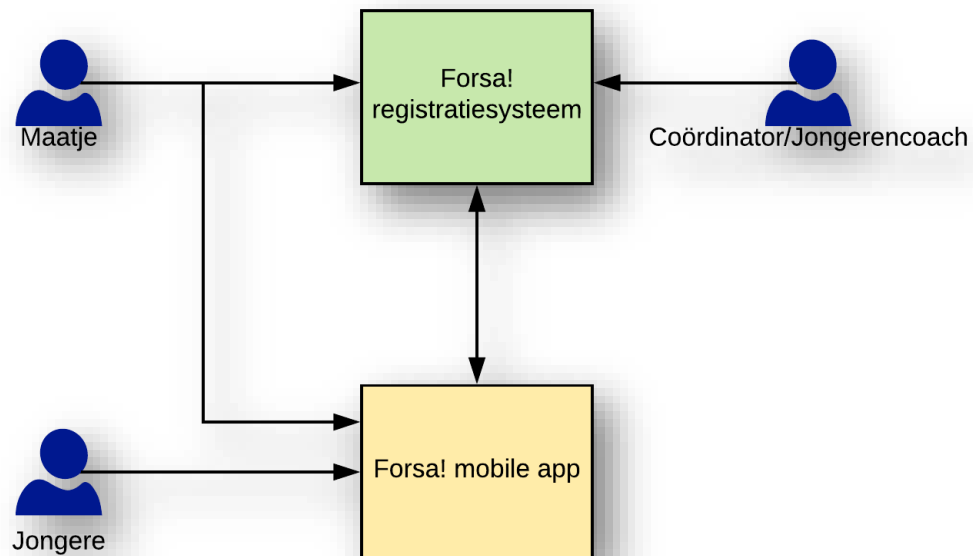 Forsa!
registratiesysteem
Maatje
Coördinator/Jongerencoach
Forsa! mobile app
Jongere